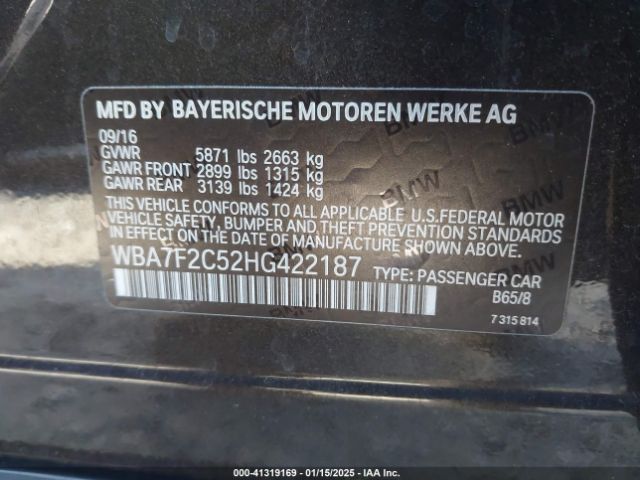 MFD BY BAYERISCHE MOTOREN WERKE AG
09/16
GVWR 5871 lbs 2663 kg
GAWR FRONT 2899 lbs 1315 kg
GAWR REAR 3139 lbs 1424 kg
THIS VEHICLE CONFORMS TO ALL APPLICABLE U.S.FEDERAL MOTOR
VEHICLE SAFETY, BUMPER AND THEFT PREVENTION STANDARDS
IN EFFECT ON THE DATE OF MANUFACTURE SHOWN ABOVE.
WBA7F2C52HG422187 TYPE: PASSENGER CAR
B65/8
7 315 814
000-41319169 - 01/15/2025 - IAA Inc.